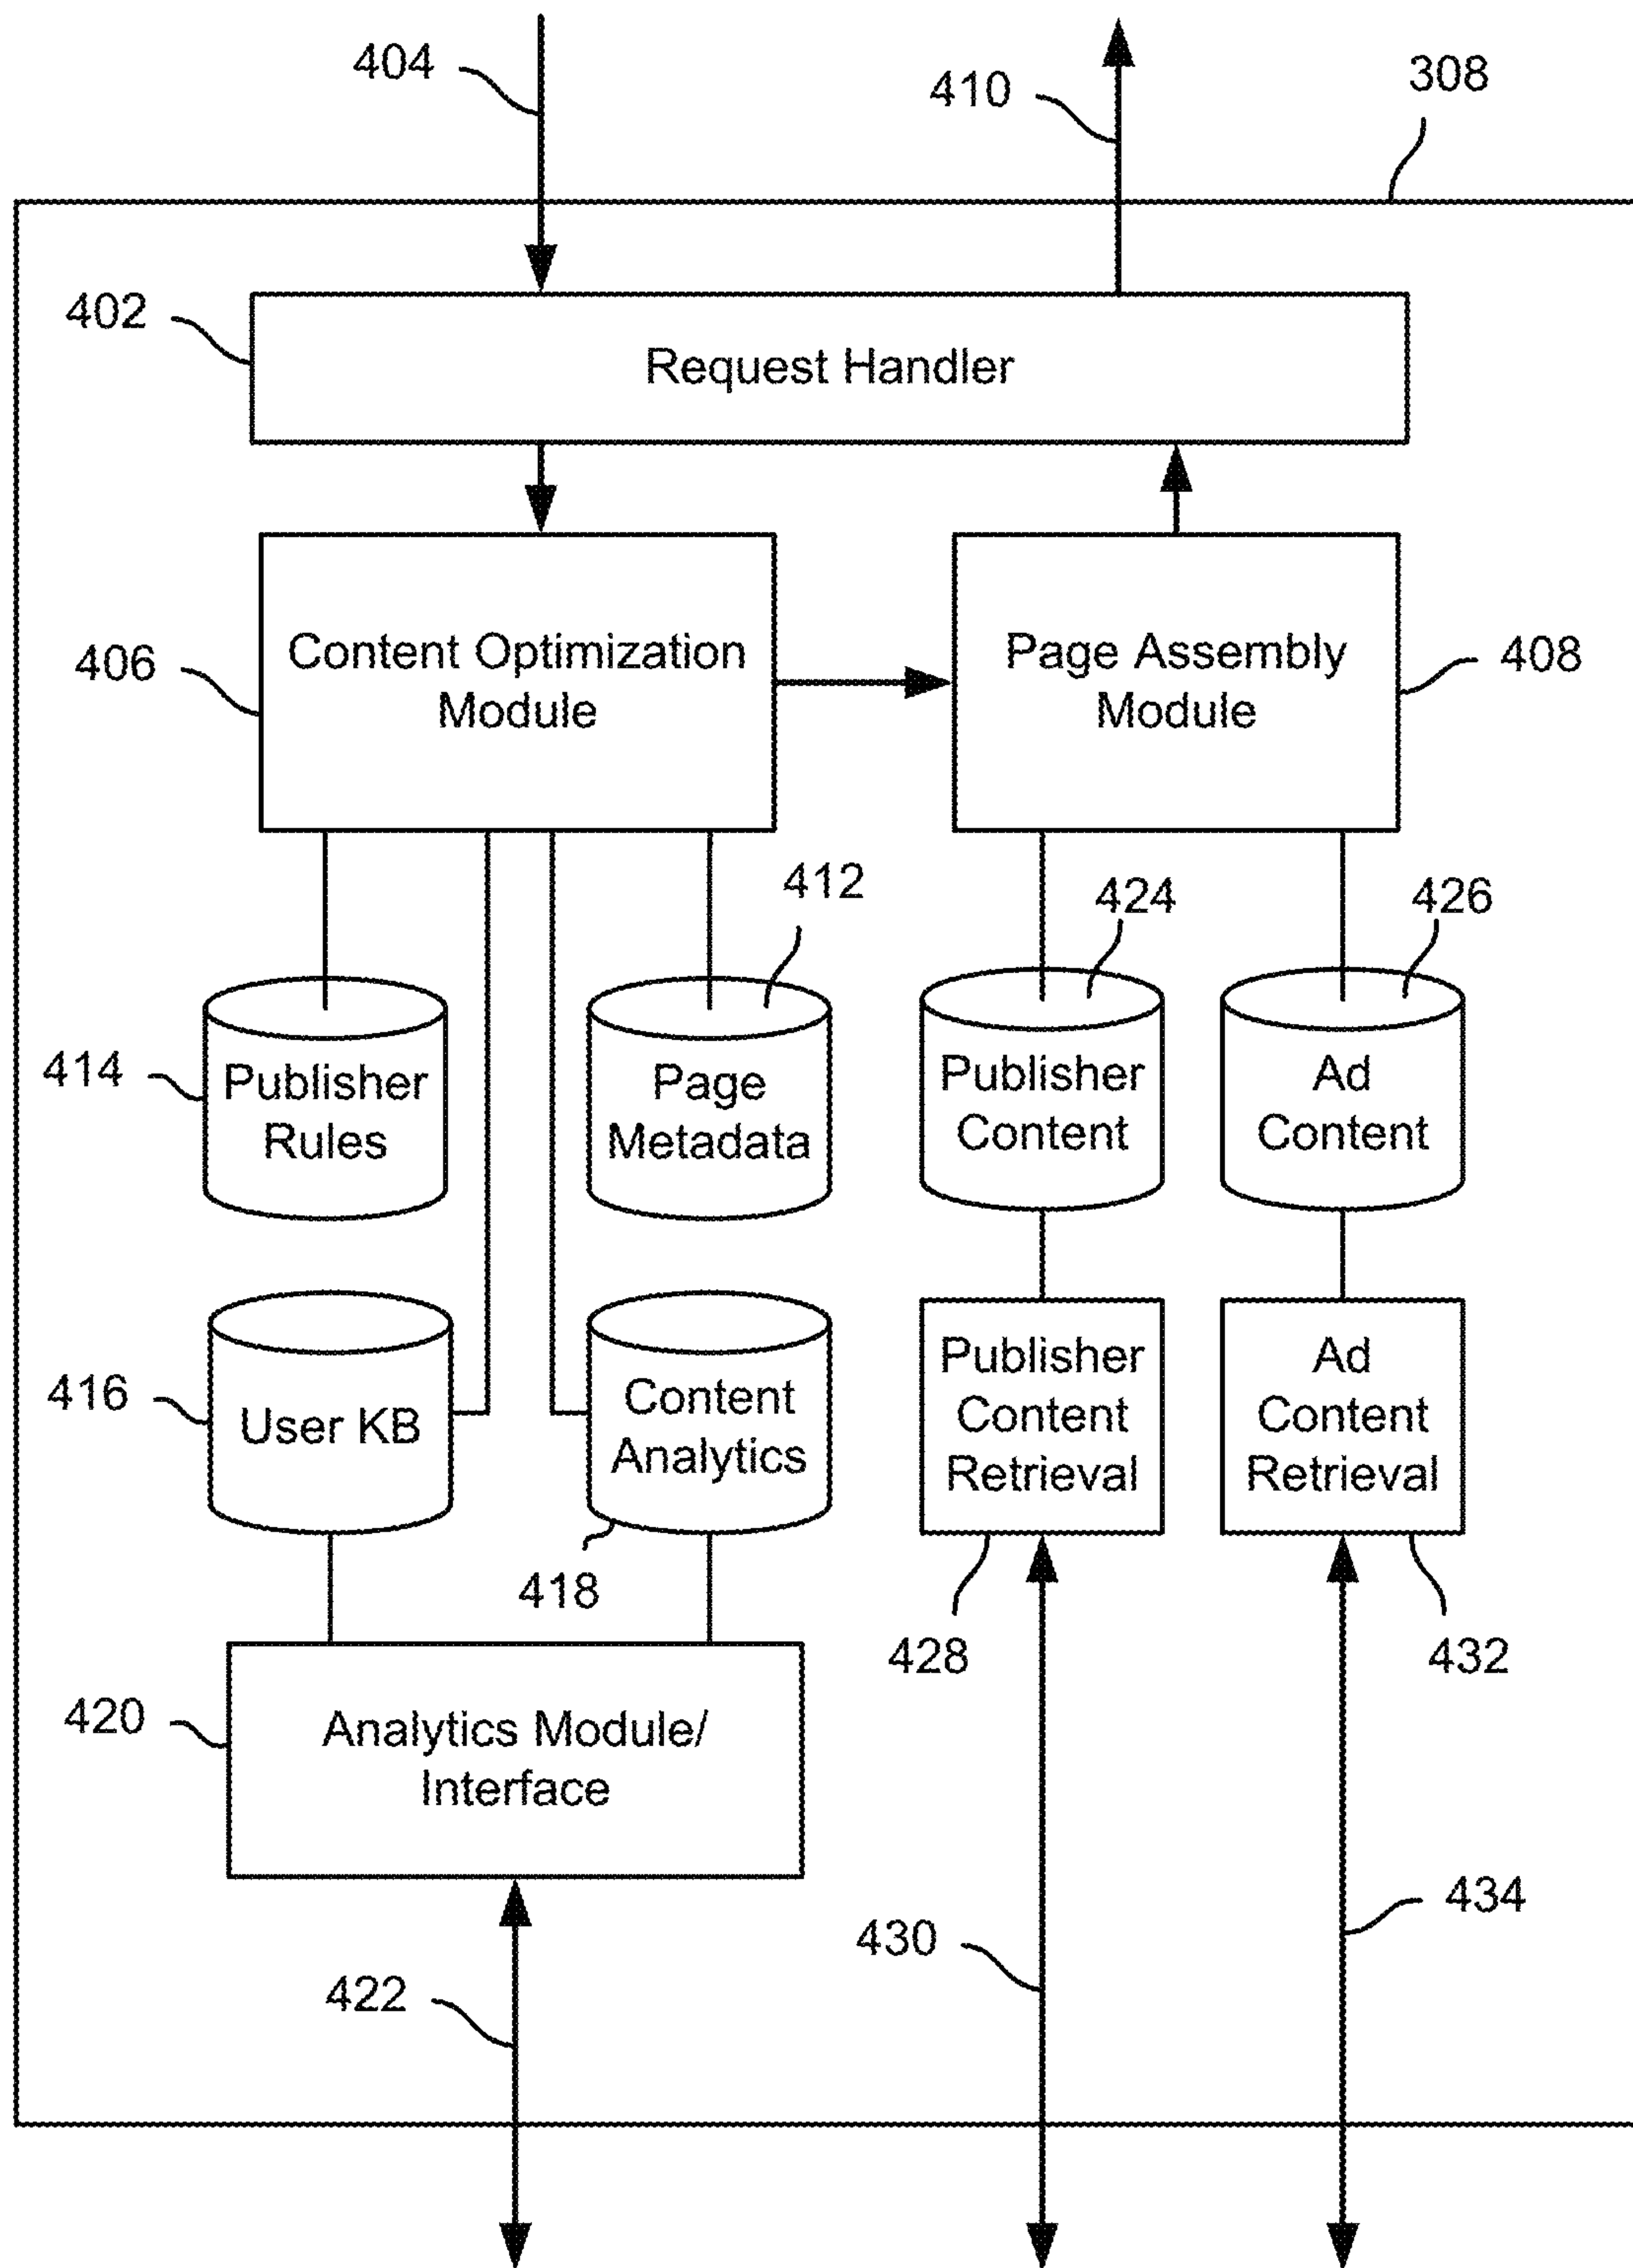 404
410
308
402
Request Handler
406
Content Optimization
Module
Page Assembly
Module
408
412
424
426
414
Publisher
Rules
Page
Metadata
Publisher
Content
Ad
Content
416
User KB
Content
Analytics
418
Publisher
Content
Retrieval
Ad
Content
Retrieval
428
432
420
Analytics Module/
Interface
422
430
434